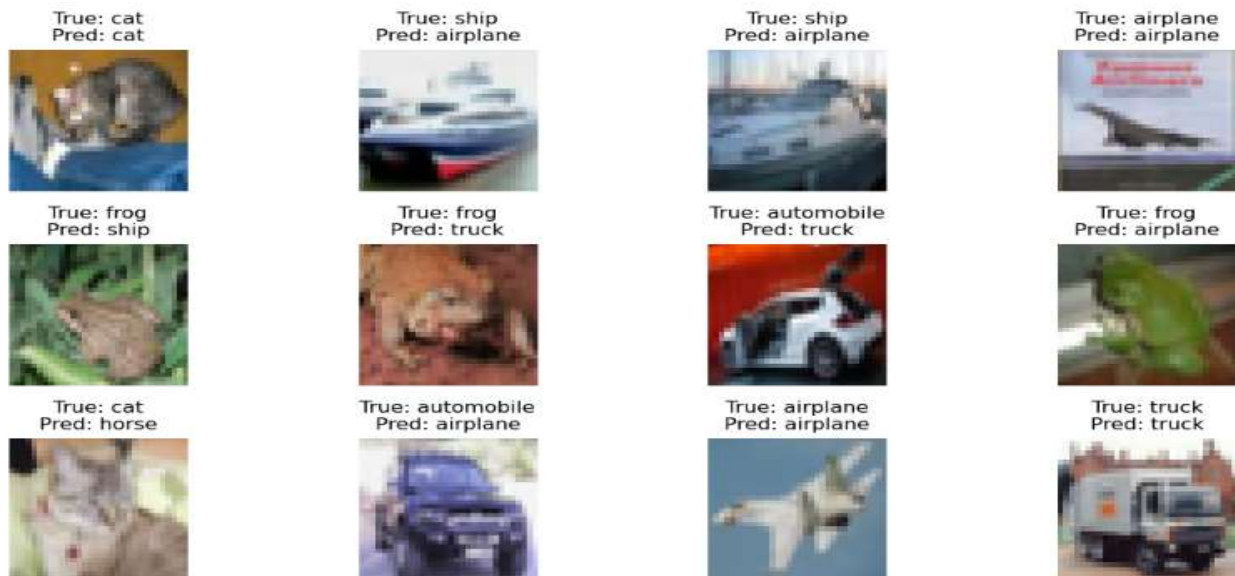 True: cat
Pred: cat
True: ship
Pred: airplane
True: ship
Pred: airplane
True: airplane
Pred: airplane
True: frog
Pred: ship
True: frog
Pred: truck
True: automobile
Pred: truck
True: frog
Pred: airplane
True: cat
Pred: horse
True: automobile
Pred: airplane
True: airplane
Pred: airplane
True: truck
Pred: truck